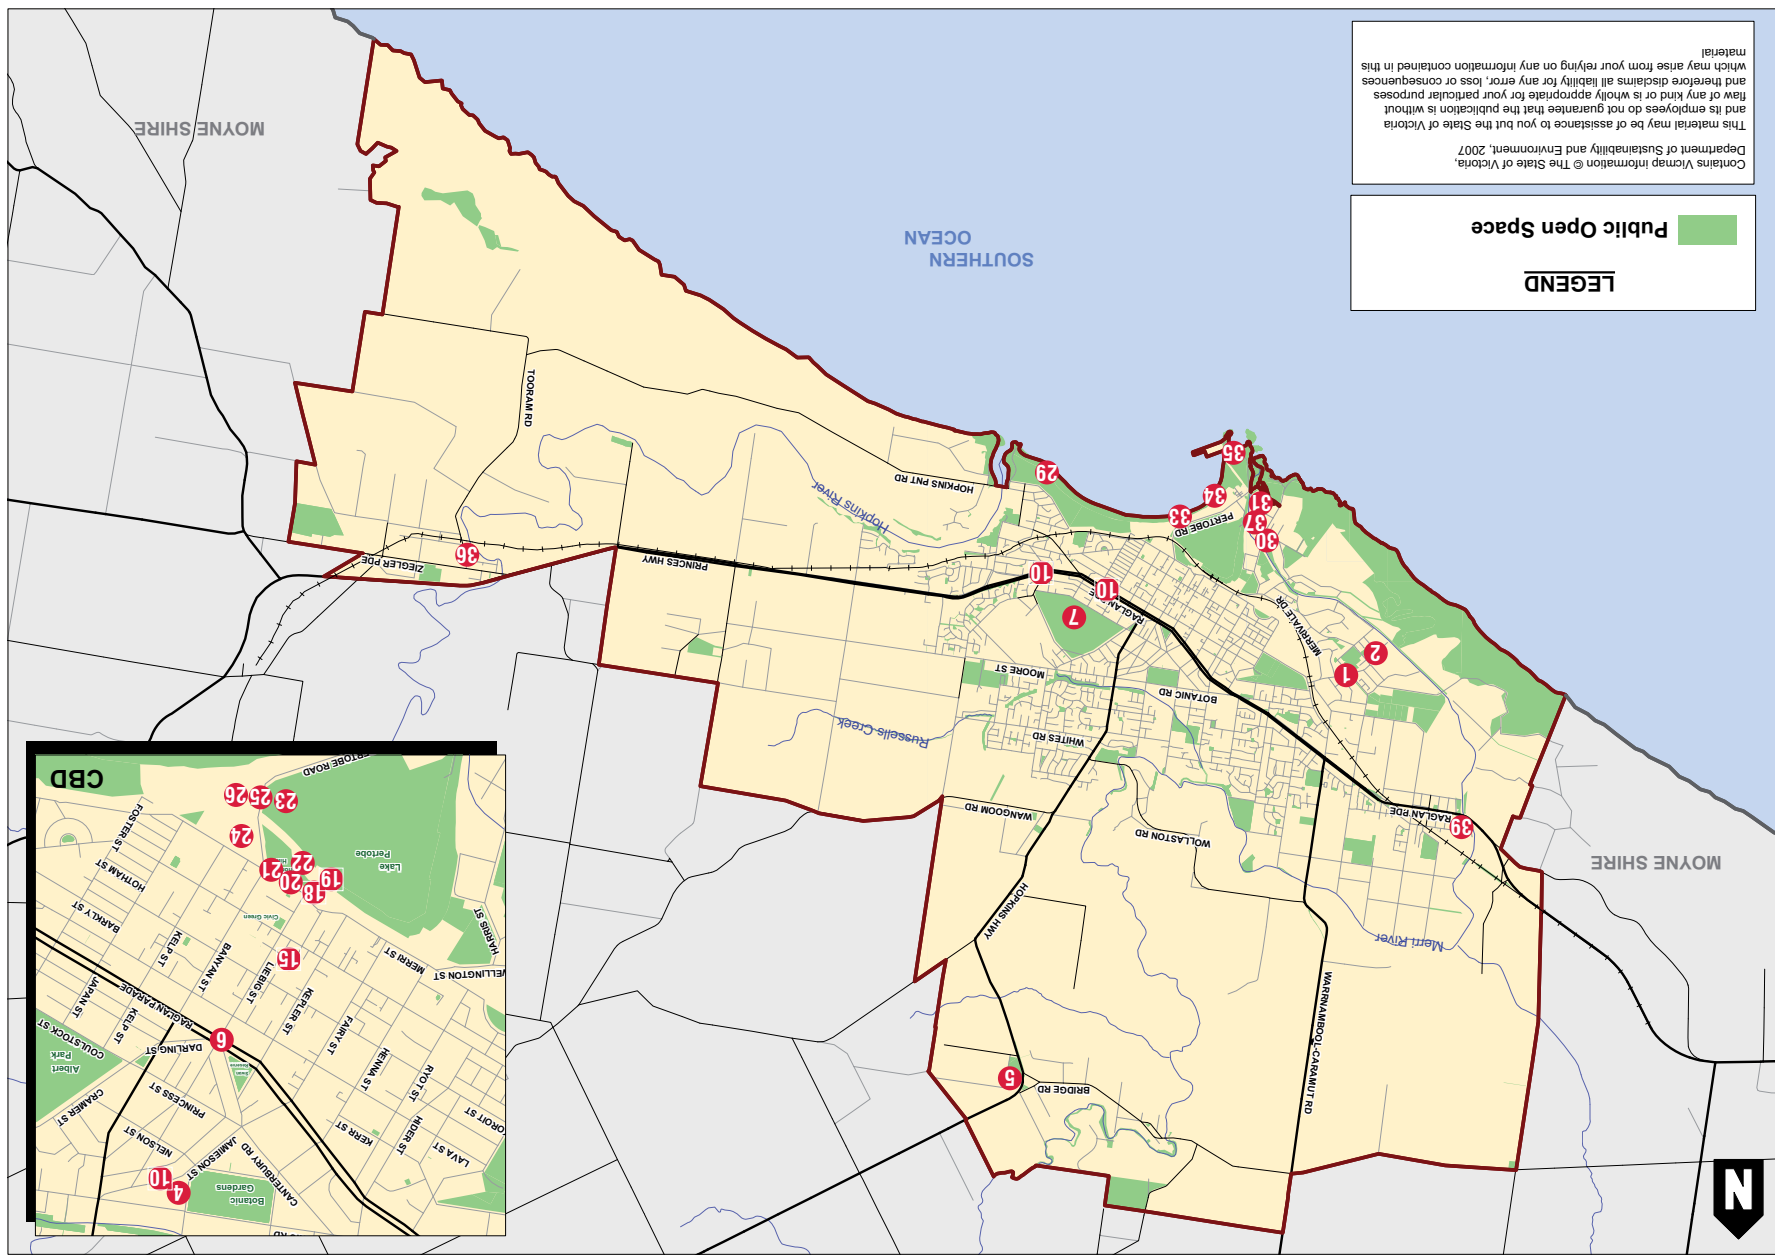 LEGEND
Public Open Space
Contains Vicmap information © The State of Victoria,
Department of Sustainability and Environment, 2007
This material may be of assistance to you but the State of Victoria
and its employees do not guarantee that the publication is without
flaw of any kind or is wholly appropriate for your particular purposes
and therefore disclaims all liability for any error, loss or consequences
which may arise from your relying on any information contained in this
material
N
BRIDGE RD
5
WARRNAMBOOL-CARAMUT RD
HOPKINS HWY
Merri River
MOYNE SHIRE
WOLLASTON RD
WANGOOM RD
39
RAGLAN PDE
WHITES RD
Russells Creek
BOTANIC RD
MOORE ST
1
2
MERRIVALE DR
7
RAGLAN
10
10
PRINCES HWY
ZIEGLER PDE
36
30
37
31
PERTOBE RD
33
34
35
29
HOPKINS PNT RD
Hopkins River
TOORAM RD
SOUTHERN
OCEAN
MOYNE SHIRE
Botanic
Gardens
4
10
CANTERBURY RD
JAMIESON ST
NELSON ST
PRINCESS ST
CRAMER ST
LAVA ST
KERR ST
HIDER ST
RYOT ST
HENNA ST
FAIRY ST
KEPLER ST
LIEBIG ST
BANYAN ST
KELP ST
KELP ST
JAPAN ST
Albert
Park
COULSTOCK ST
DARLING ST
Swan
Reserve
6
RAGLAN PARADE
BARKLY ST
HOTHAM ST
FOSTER ST
15
MERRI ST
Civic Green
HARRIS ST
18
19
20
21
22
24
23
25
26
Lake
Pertobe
CBD